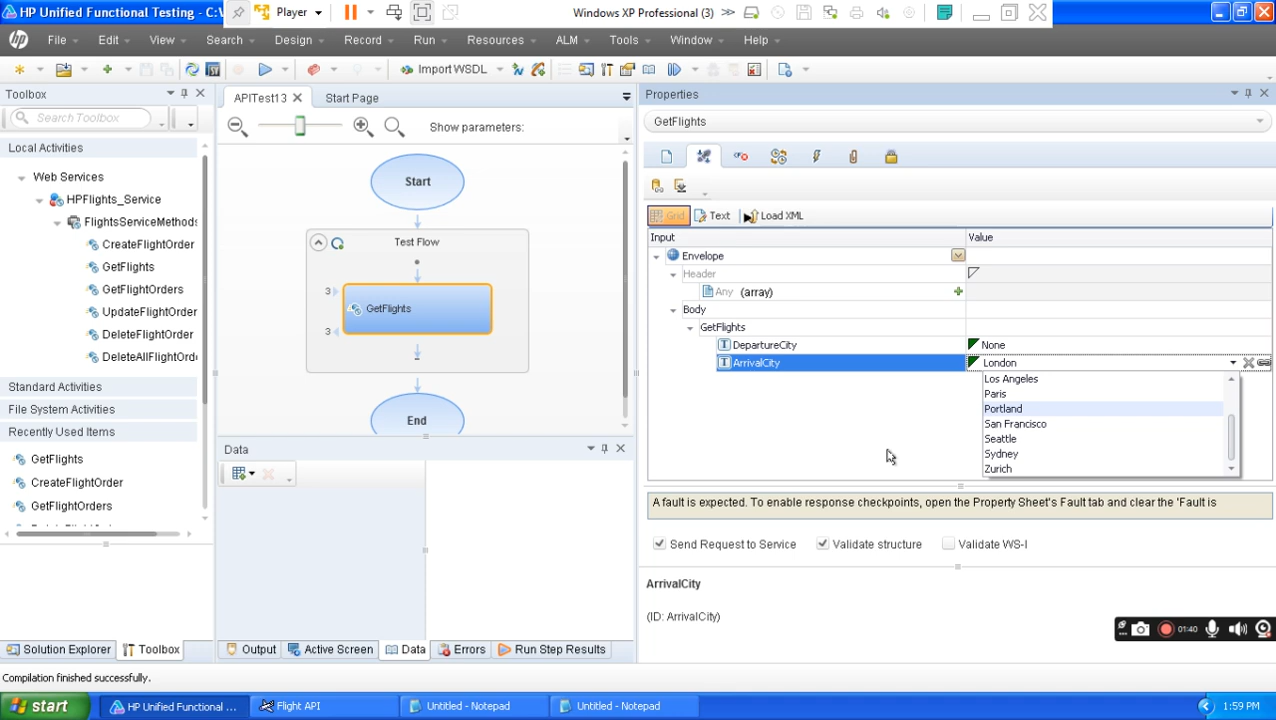 HP Unified Functional Testing - C:\
Player
Windows XP Professional (3)
File Edit View Search Design Record Run Resources ALM Tools Window Help
Import WSDL
Toolbox
APITest13
Start Page
Properties
Search Toolbox
Show parameters:
GetFlights
Local Activities
Web Services
HPFlights_Service
FlightsServiceMethods
CreateFlightOrder
GetFlights
GetFlightOrders
UpdateFlightOrder
DeleteFlightOrder
DeleteAllFlightOrd
Standard Activities
File System Activities
Recently Used Items
GetFlights
CreateFlightOrder
GetFlightOrders
Start
Test Flow
3
GetFlights
3
End
Data
Grid Text Load XML
Input Value
Envelope
Header
Any (array)
Body
GetFlights
DepartureCity None
ArrivalCity London
Los Angeles
Paris
Portland
San Francisco
Seattle
Sydney
Zurich
A fault is expected. To enable response checkpoints, open the Property Sheet's Fault tab and clear the 'Fault is
Send Request to Service Validate structure Validate WS-I
ArrivalCity
(ID: ArrivalCity)
01:40
Solution Explorer Toolbox
Output Active Screen Data Errors Run Step Results
Compilation finished successfully.
start
HP Unified Functional ...
Flight API
Untitled - Notepad
Untitled - Notepad
1:59 PM